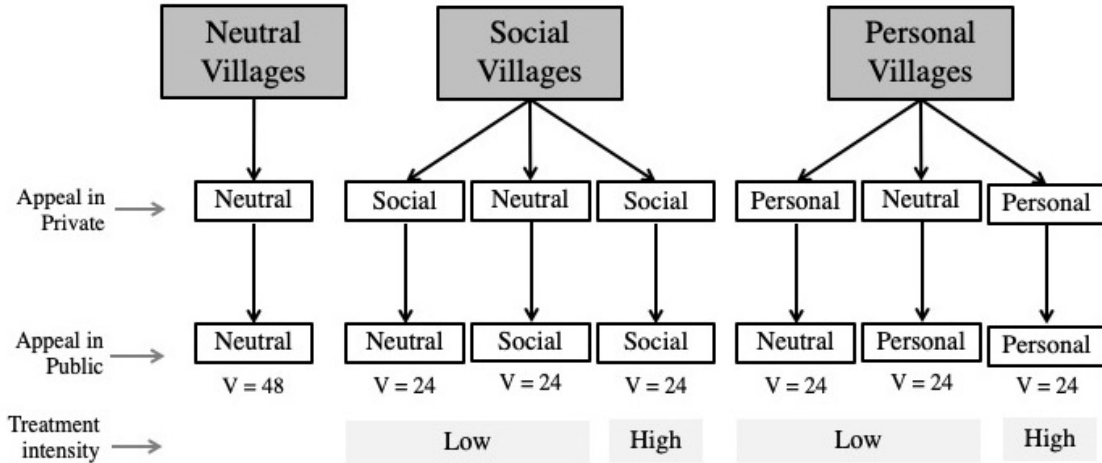 Neutral
Villages
Social
Villages
Personal
Villages
Appeal in
Private
Neutral
Social
Neutral
Social
Personal
Neutral
Personal
Appeal in
Public
Neutral
Neutral
Social
Social
Neutral
Personal
Personal
V = 48
V = 24
V = 24
V = 24
V = 24
V = 24
V = 24
Treatment
intensity
Low
High
Low
High